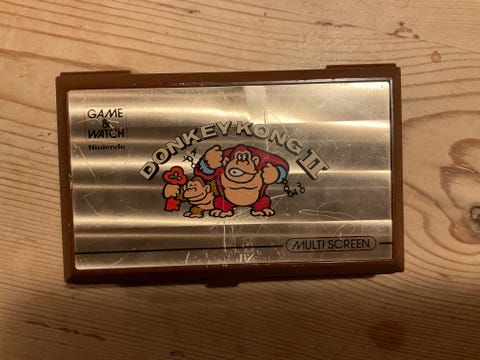 GAME
&
WATCH
Nintendo
DONKEY KONG II
MULTI SCREEN